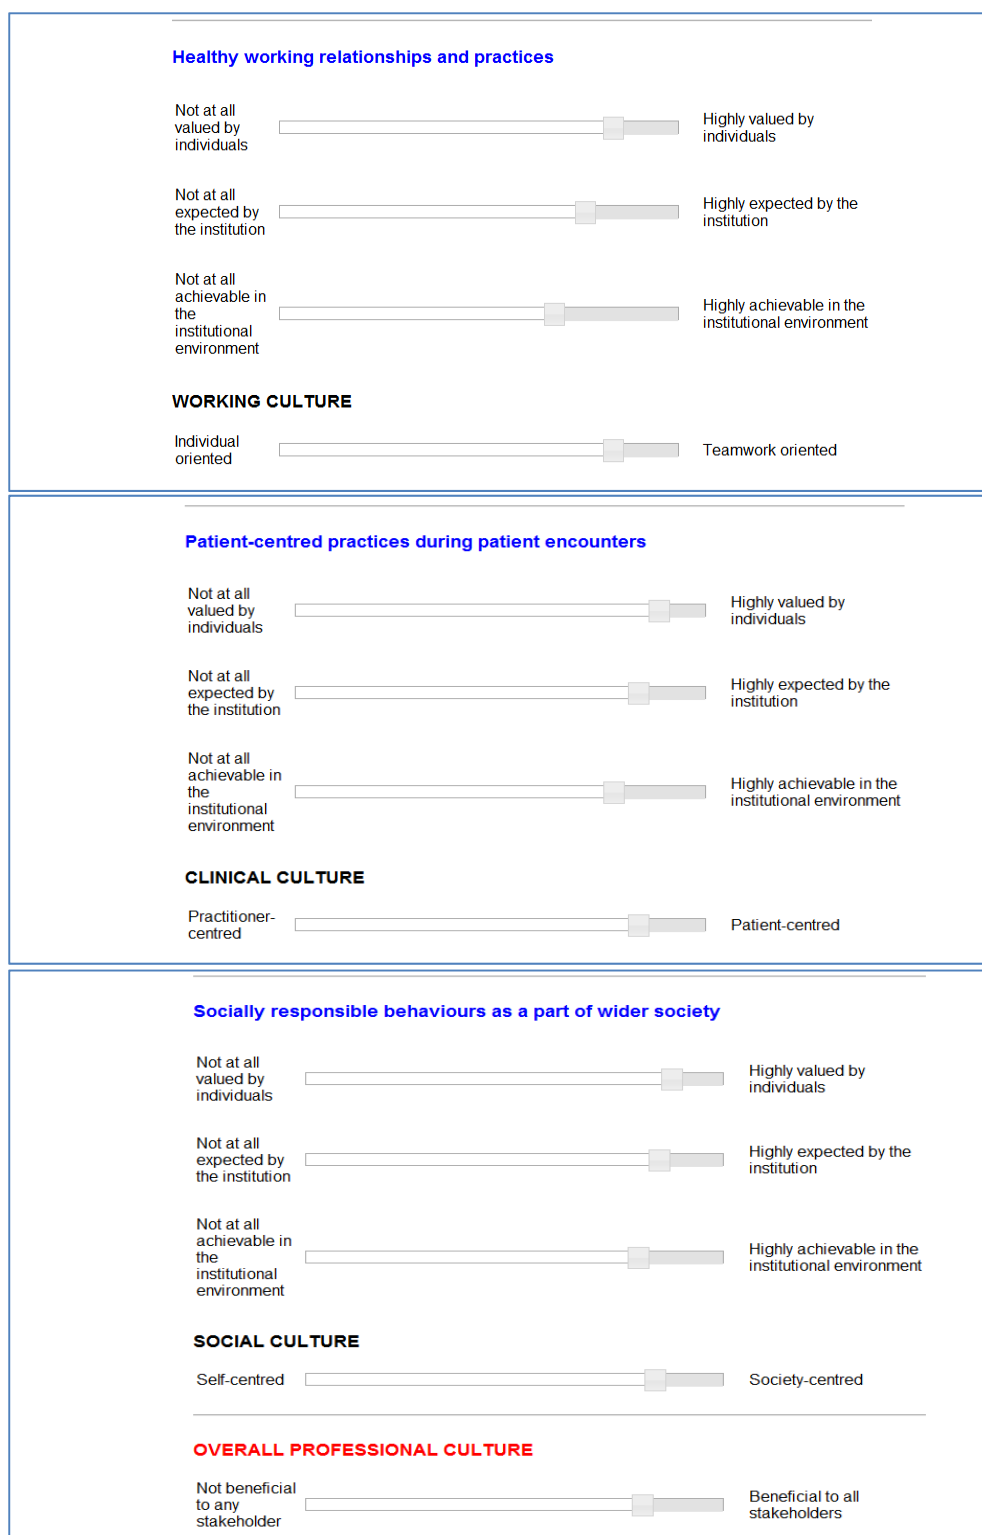 Healthy working relationships and practices
Not at all
valued by
individuals
Highly valued by
individuals
Not at all
expected by
the institution
Highly expected by the
institution
Not at all
achievable in
the
institutional
environment
Highly achievable in the
institutional environment
WORKING CULTURE
Individual
oriented
Teamwork oriented
Patient-centred practices during patient encounters
Not at all
valued by
individuals
Highly valued by
individuals
Not at all
expected by
the institution
Highly expected by the
institution
Not at all
achievable in
the
institutional
environment
Highly achievable in the
institutional environment
CLINICAL CULTURE
Practitioner-
centred
Patient-centred
Socially responsible behaviours as a part of wider society
Not at all
valued by
individuals
Highly valued by
individuals
Not at all
expected by
the institution
Highly expected by the
institution
Not at all
achievable in
the
institutional
environment
Highly achievable in the
institutional environment
SOCIAL CULTURE
Self-centred
Society-centred
OVERALL PROFESSIONAL CULTURE
Not beneficial
to any
stakeholder
Beneficial to all
stakeholders